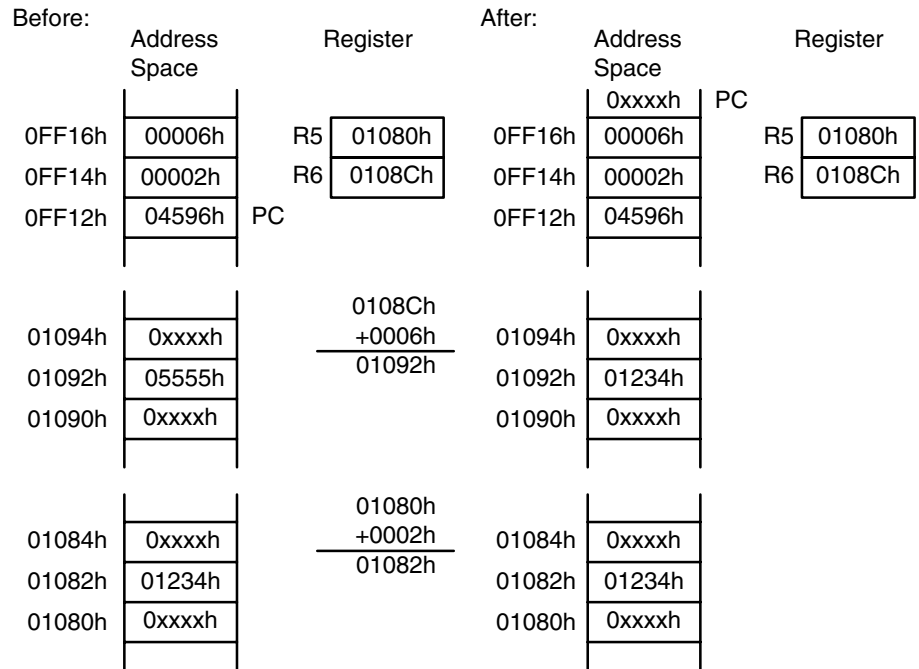 Before:
Address Space
Register
0FF16h 00006h R5 01080h
0FF14h 00002h R6 0108Ch
0FF12h 04596h PC
01094h 0xxxxh
01092h 05555h
01090h 0xxxxh
0108Ch
+0006h
01092h
01084h 0xxxxh
01082h 01234h
01080h 0xxxxh
01080h
+0002h
01082h
After:
Address Space
Register
0xxxxh PC
0FF16h 00006h R5 01080h
0FF14h 00002h R6 0108Ch
0FF12h 04596h
01094h 0xxxxh
01092h 01234h
01090h 0xxxxh
01084h 0xxxxh
01082h 01234h
01080h 0xxxxh